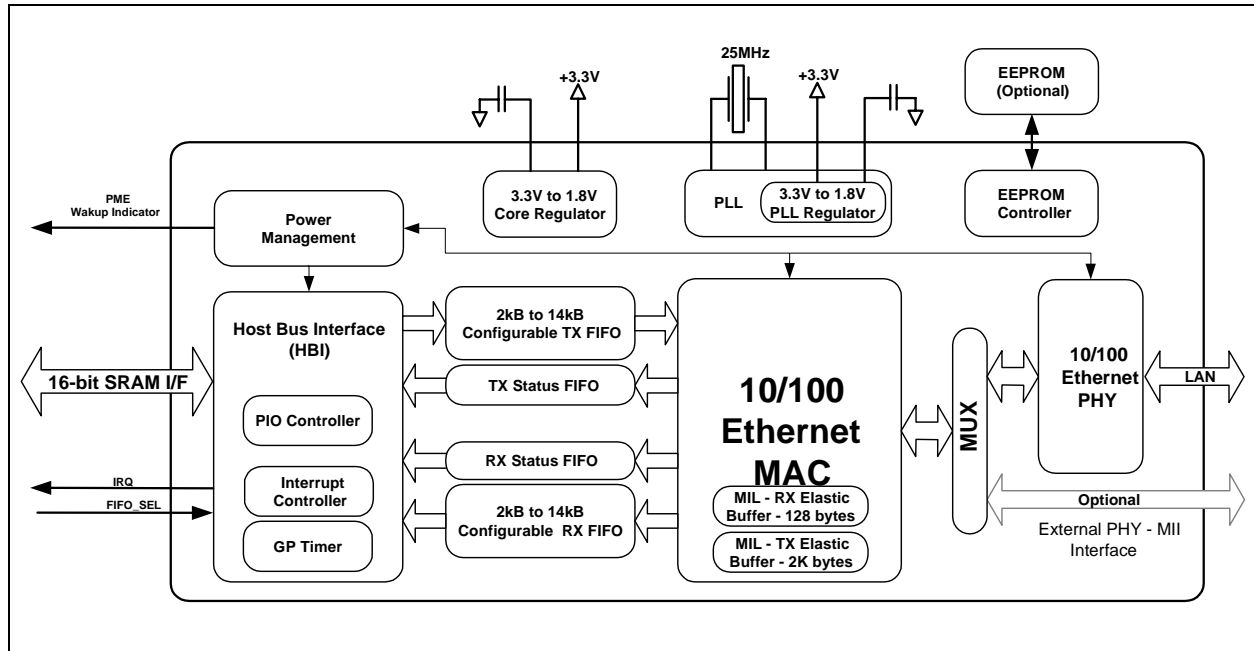 25MHz
+3.3V
+3.3V
EEPROM
(Optional)
PME
Wakup Indicator
Power
Management
3.3V to 1.8V
Core Regulator
PLL
3.3V to 1.8V
PLL Regulator
EEPROM
Controller
Host Bus Interface
(HBI)
2kB to 14kB
Configurable TX FIFO
16-bit SRAM I/F
TX Status FIFO
PIO Controller
RX Status FIFO
IRQ
Interrupt
Controller
FIFO_SEL
2kB to 14kB
Configurable RX FIFO
GP Timer
10/100
Ethernet
MAC
MIL - RX Elastic
Buffer - 128 bytes
MIL - TX Elastic
Buffer - 2K bytes
MUX
10/100
Ethernet
PHY
LAN
Optional
External PHY - MII
Interface